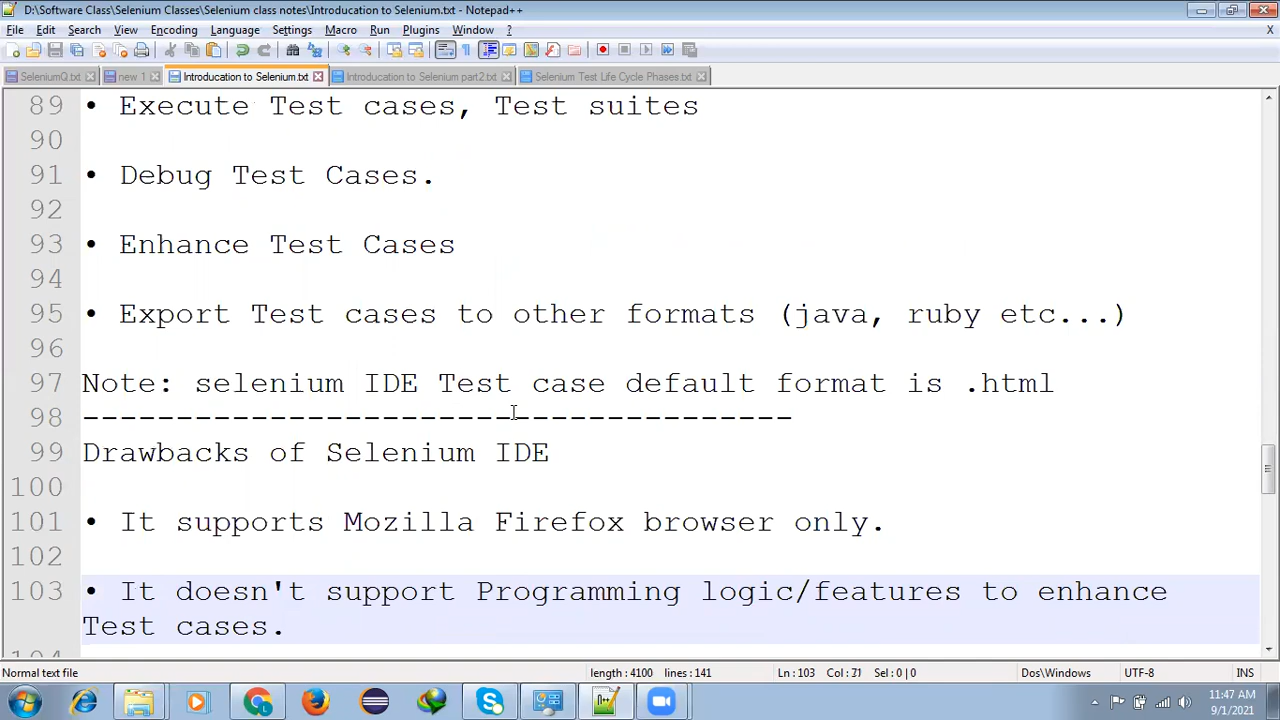 D:\Software Class\Selenium Classes\Selenium class notes\Introducation to Selenium.txt - Notepad++
File Edit Search View Encoding Language Settings Macro Run Plugins Window ? X
SeleniumQ.txt new 1 Introducation to Selenium.txt Introducation to Selenium part2.txt Selenium Test Life Cycle Phases.txt
89 • Execute Test cases, Test suites
90
91 • Debug Test Cases.
92
93 • Enhance Test Cases
94
95 • Export Test cases to other formats (java, ruby etc...)
96
97 Note: selenium IDE Test case default format is .html
98 --------------------------------------
99 Drawbacks of Selenium IDE
100
101 • It supports Mozilla Firefox browser only.
102
103 • It doesn't support Programming logic/features to enhance
Test cases.
104
Normal text file length : 4100 lines : 141 Ln : 103 Col : 71 Sel : 0 | 0 Dos\Windows UTF-8 INS
11:47 AM
9/1/2021